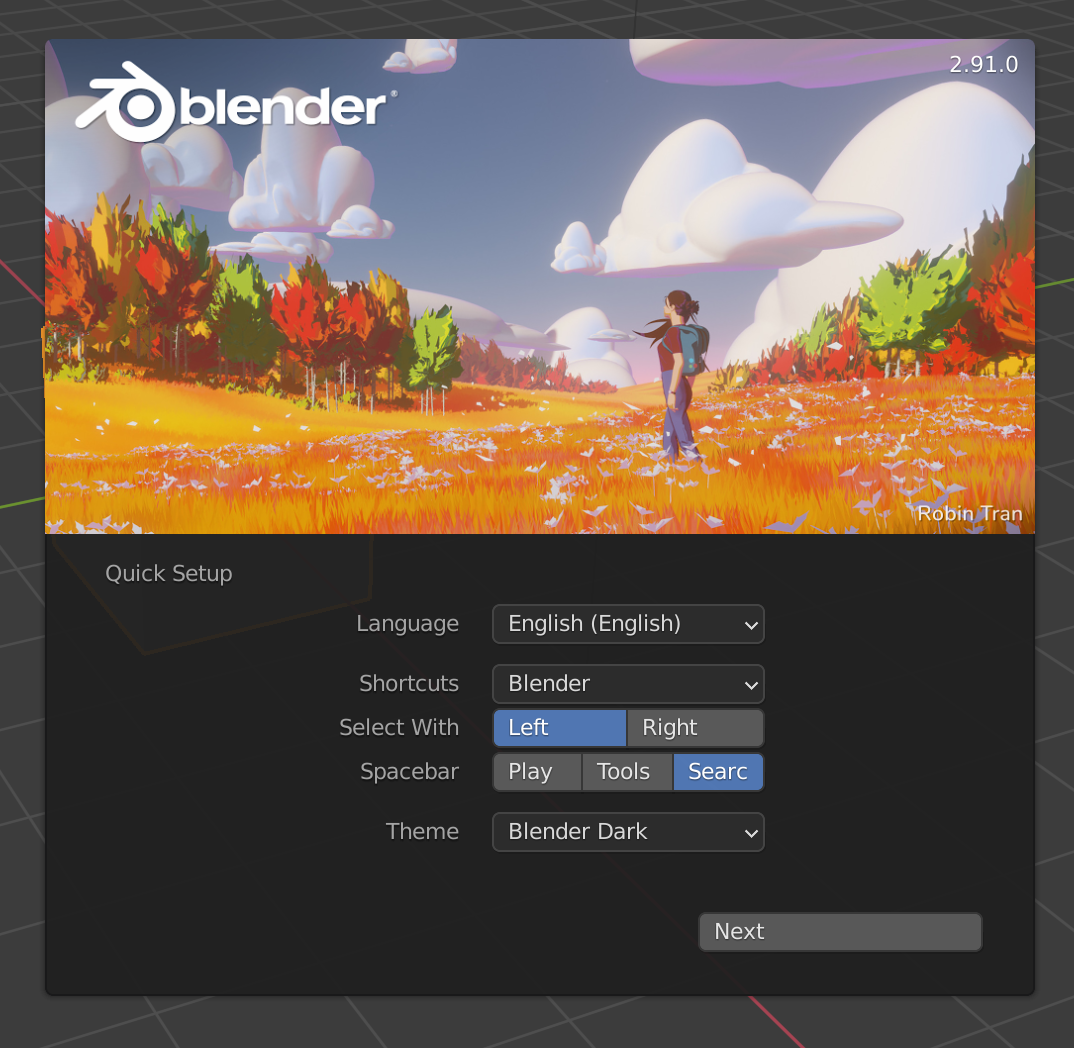 blender®
2.91.0
Robin Tran
Quick Setup
Language English (English)
Shortcuts Blender
Select With Left Right
Spacebar Play Tools Searc
Theme Blender Dark
Next